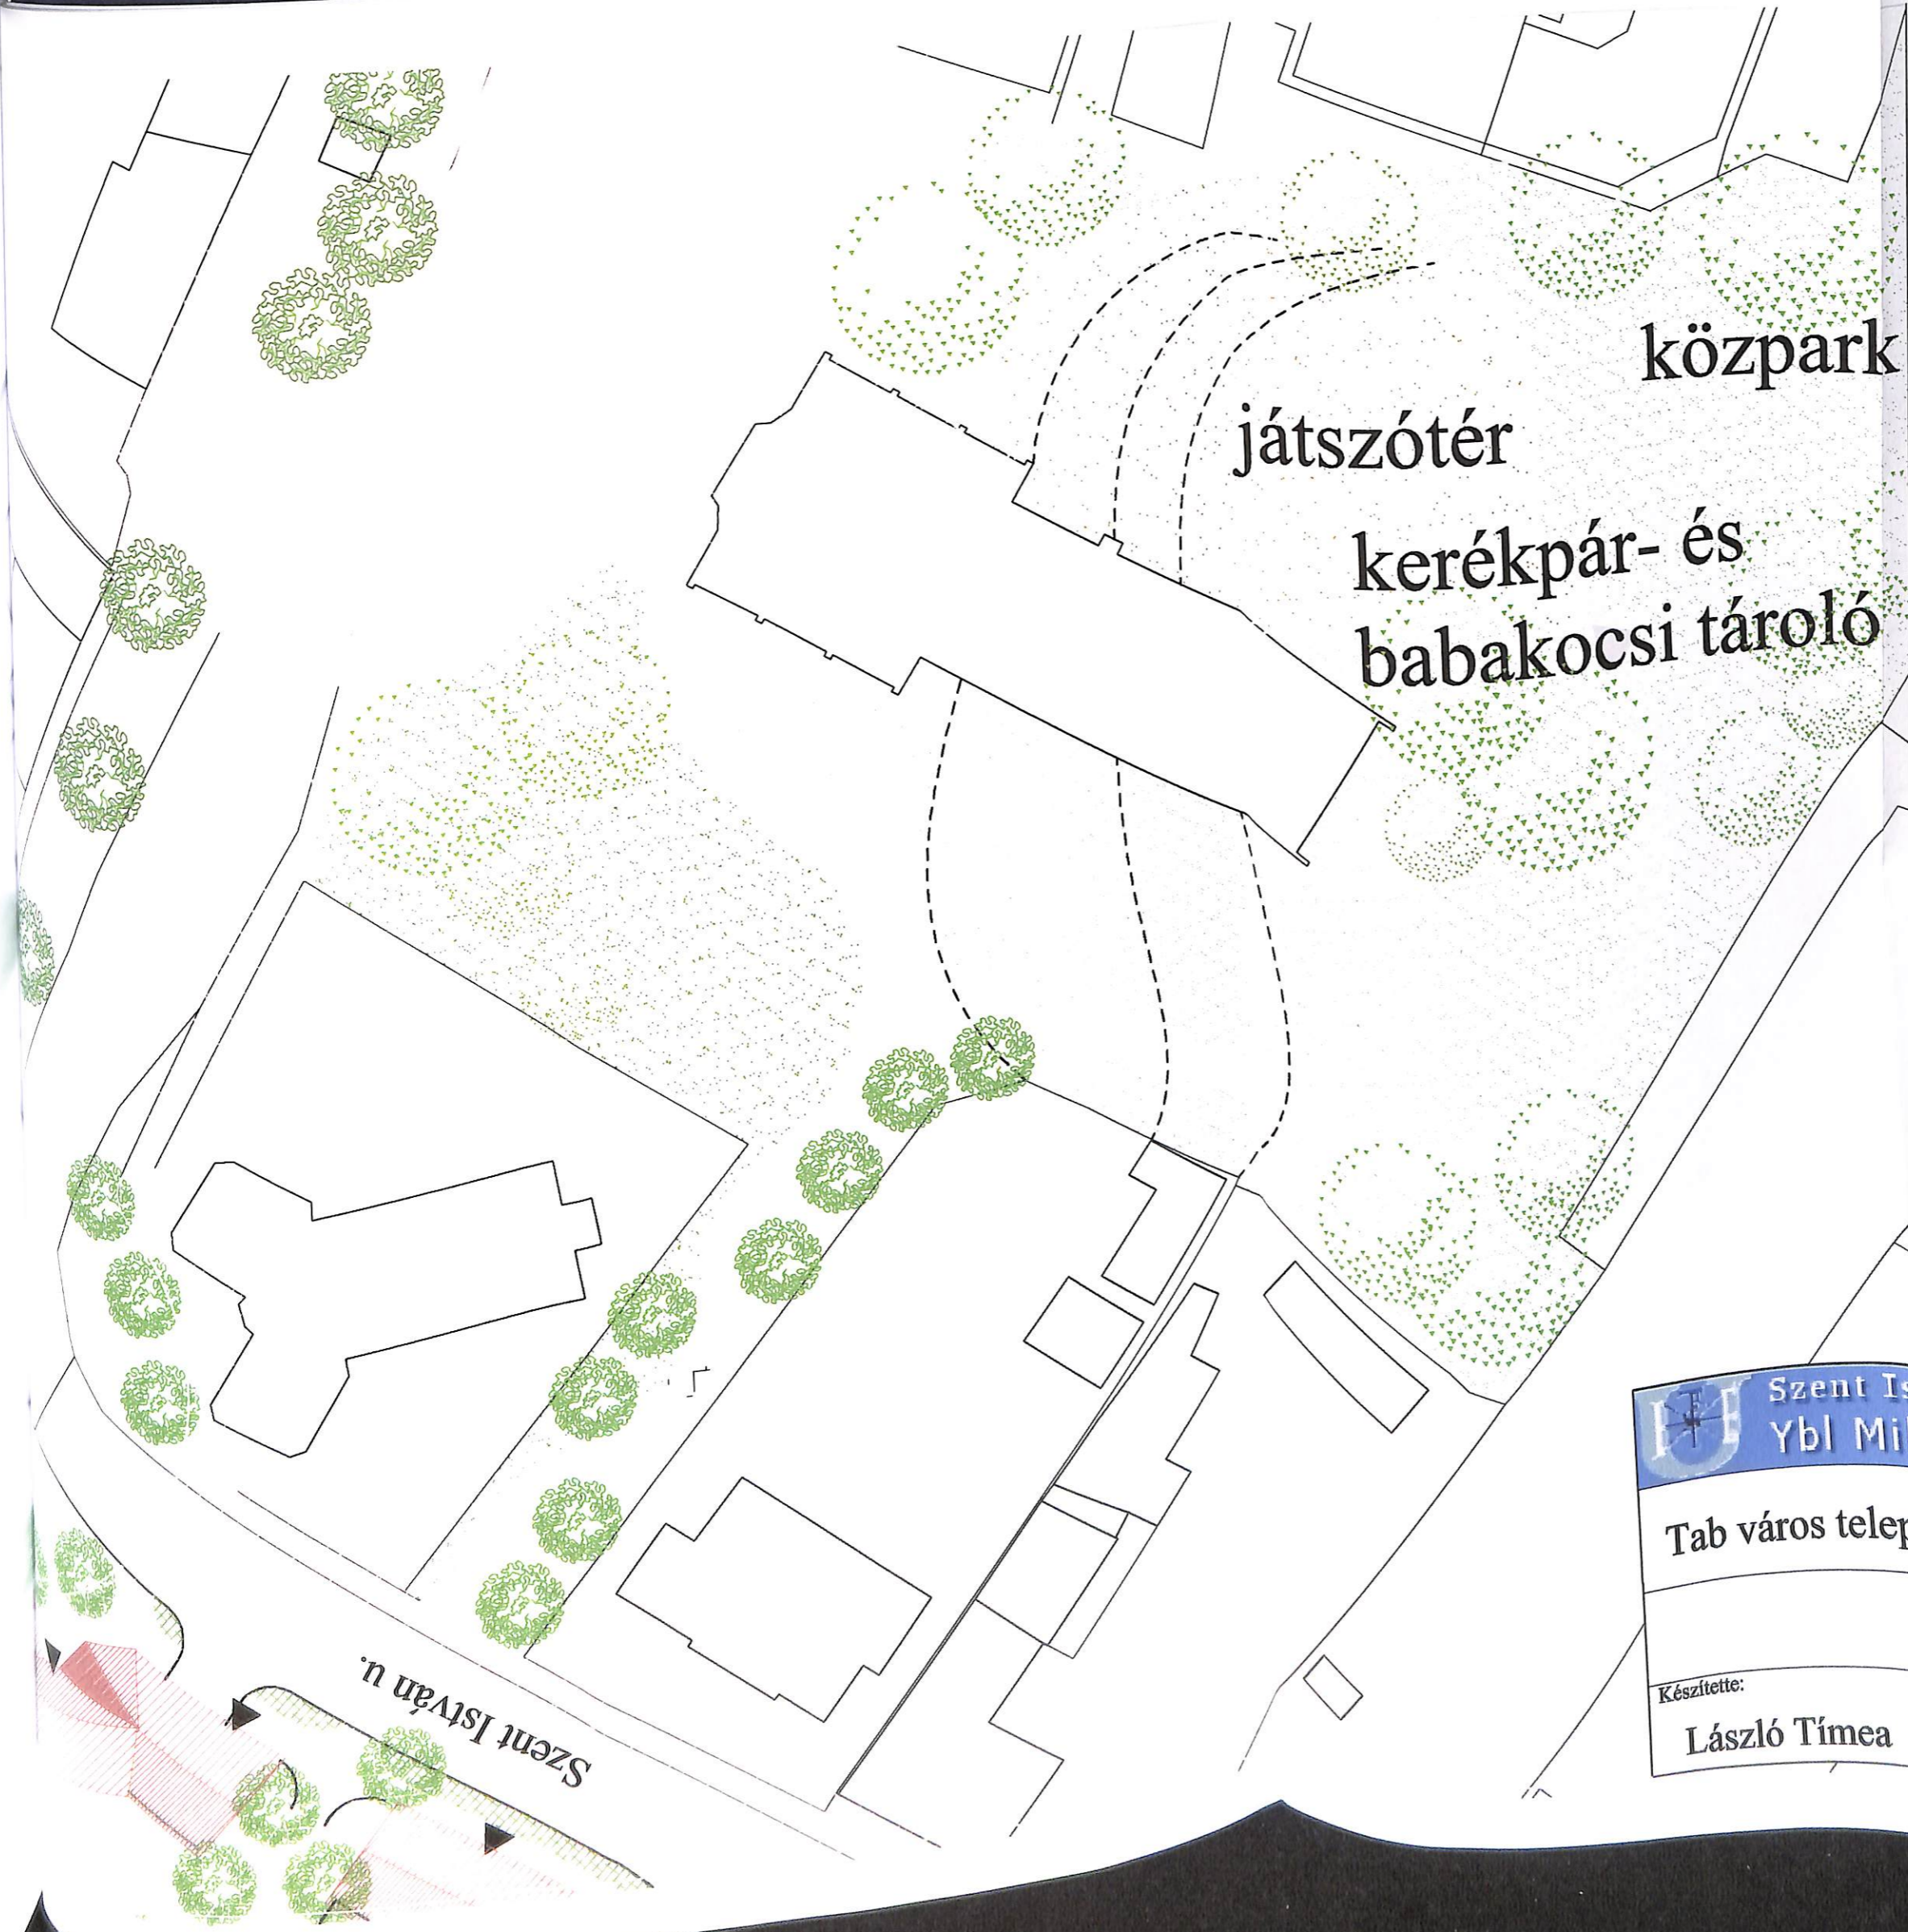 közpark
játszótér
kerékpár- és
babakocsi tároló
Szent István u.
Szent Is
Ybl Mi
Tab város telep
Készítette:
László Tímea